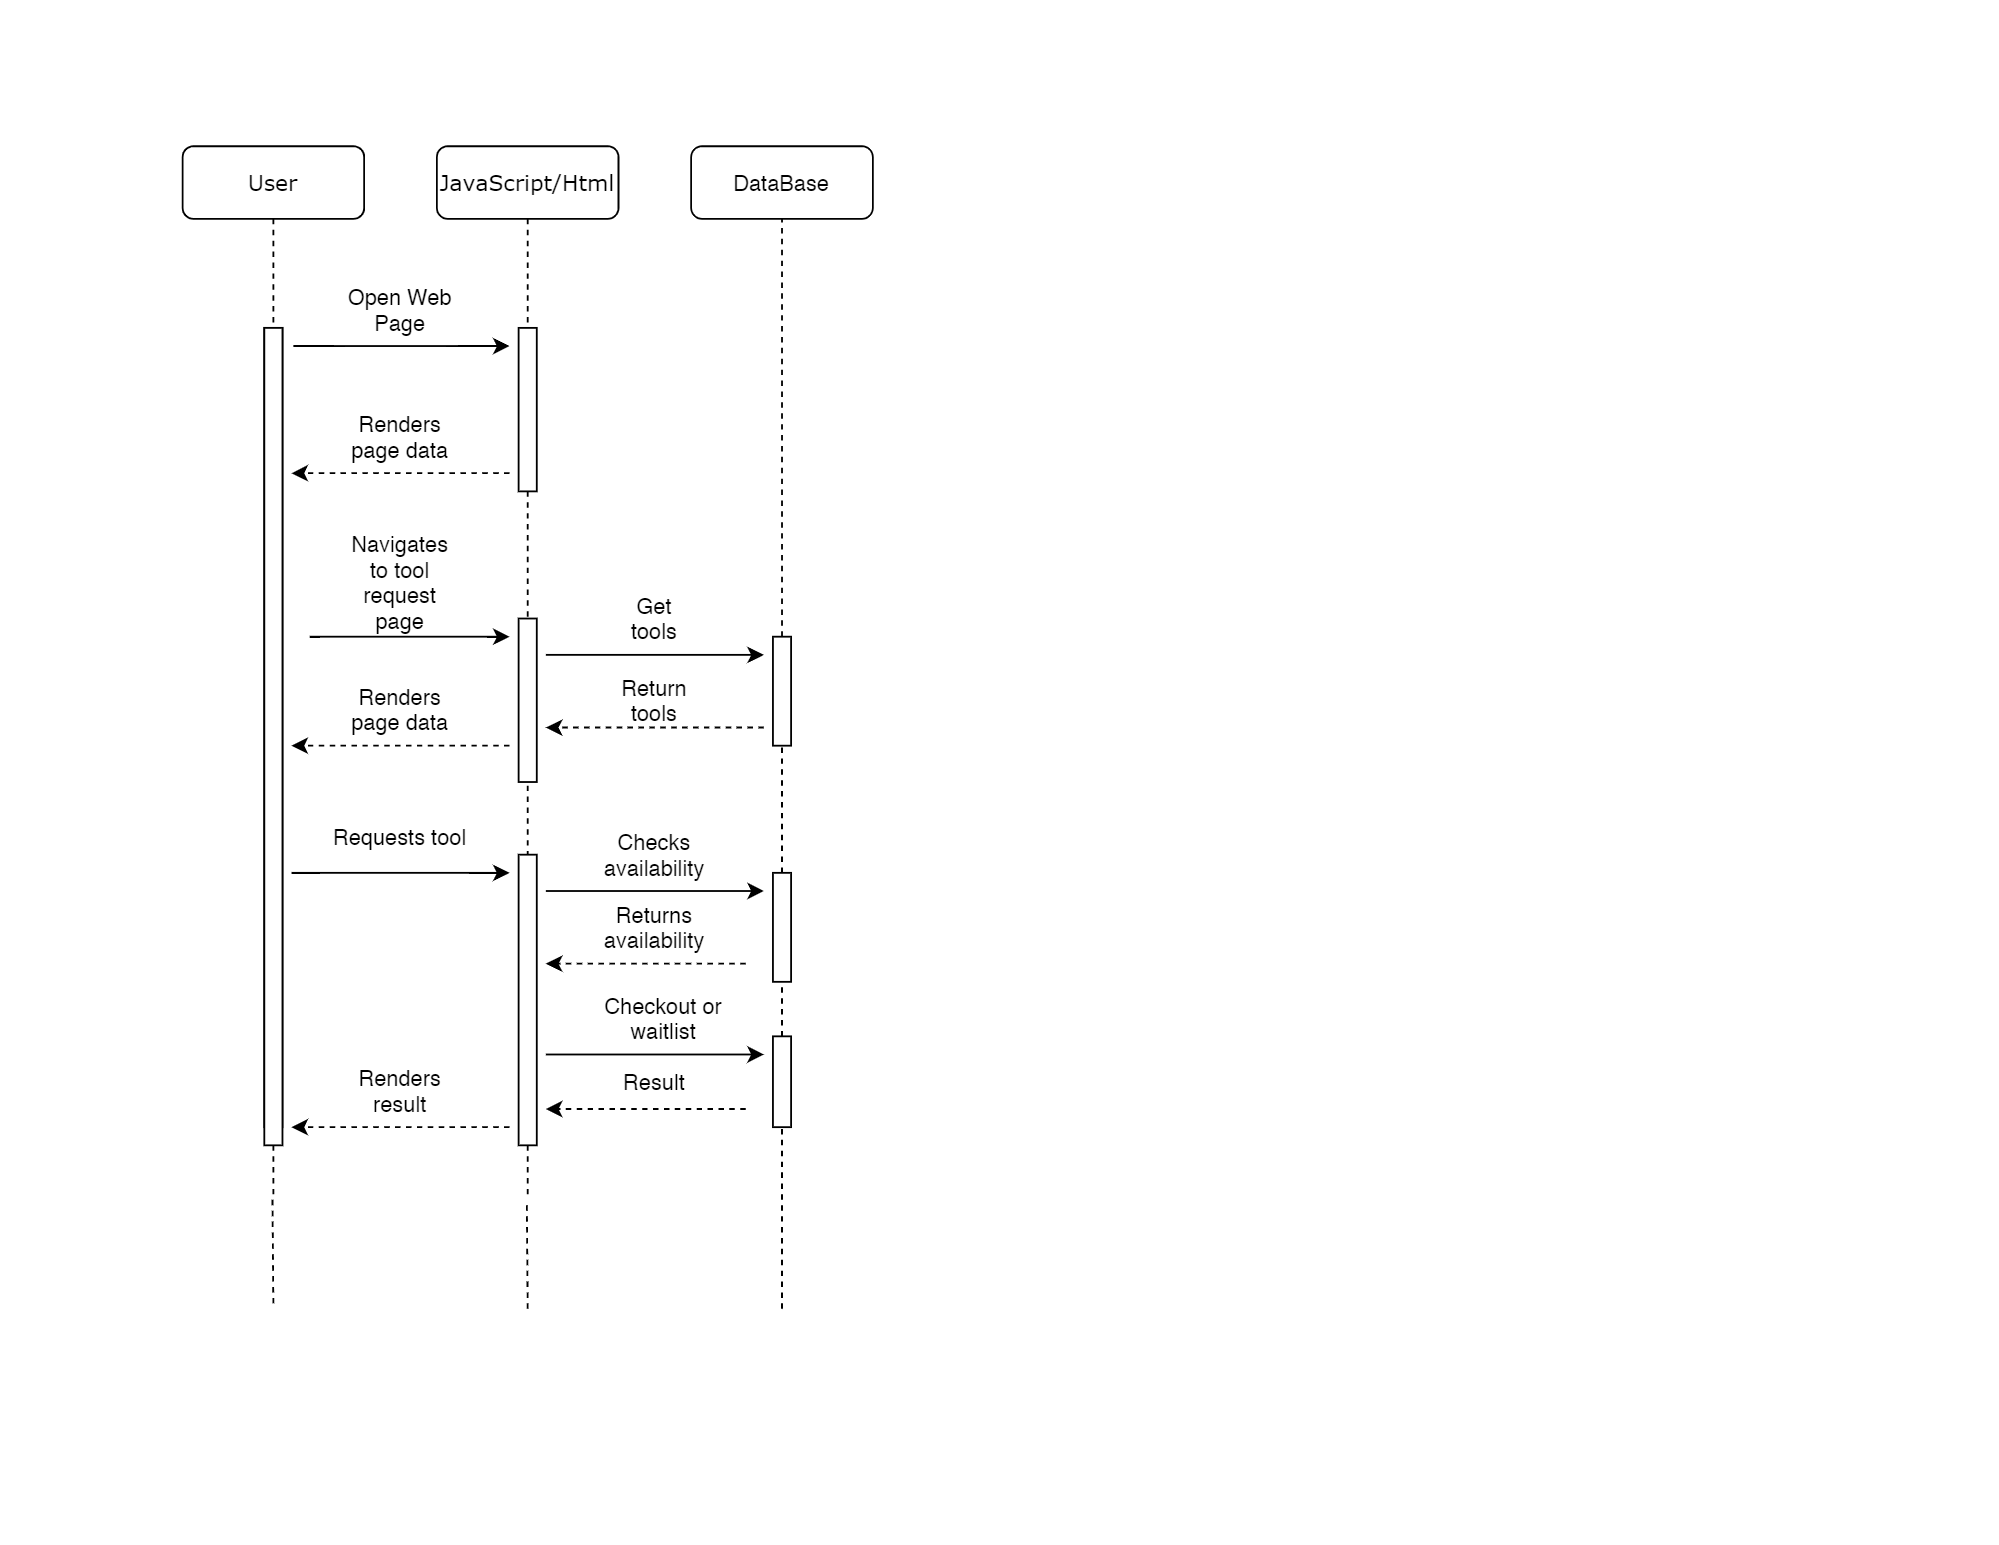 User
JavaScript/Html
DataBase
Open Web
Page
Renders
page data
Navigates
to tool
request
page
Get
tools
Return
tools
Renders
page data
Requests tool
Checks
availability
Returns
availability
Checkout or
waitlist
Result
Renders
result